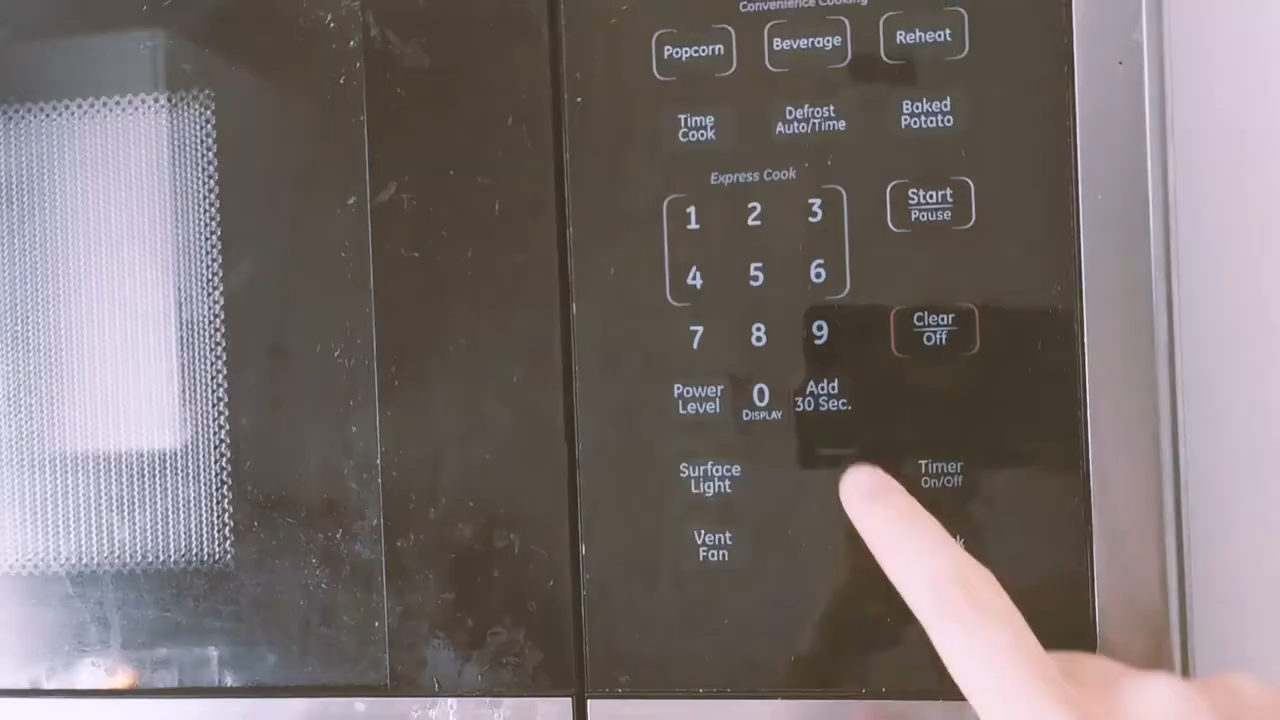 Convenience Cooking
Popcorn
Beverage
Reheat
Time
Cook
Defrost
Auto/Time
Baked
Potato
Express Cook
1 2 3
Start
Pause
4 5 6
7 8 9
Clear
Off
Power
Level
0
DISPLAY
Add
30 Sec.
Surface
Light
Timer
On/Off
Vent
Fan